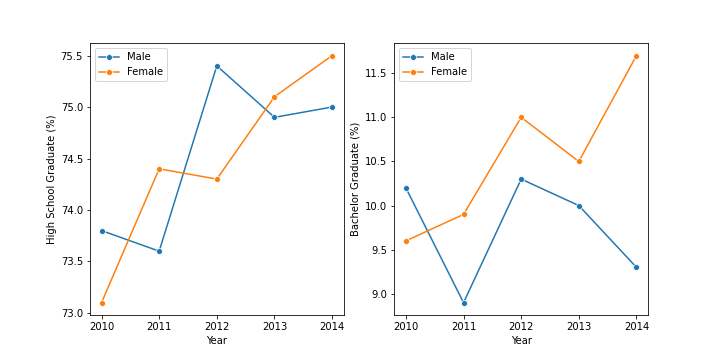 Male
Female
75.5
75.0
74.5
74.0
73.5
73.0
High School Graduate (%)
2010 2011 2012 2013 2014
Year
Male
Female
11.5
11.0
10.5
10.0
9.5
9.0
Bachelor Graduate (%)
2010 2011 2012 2013 2014
Year